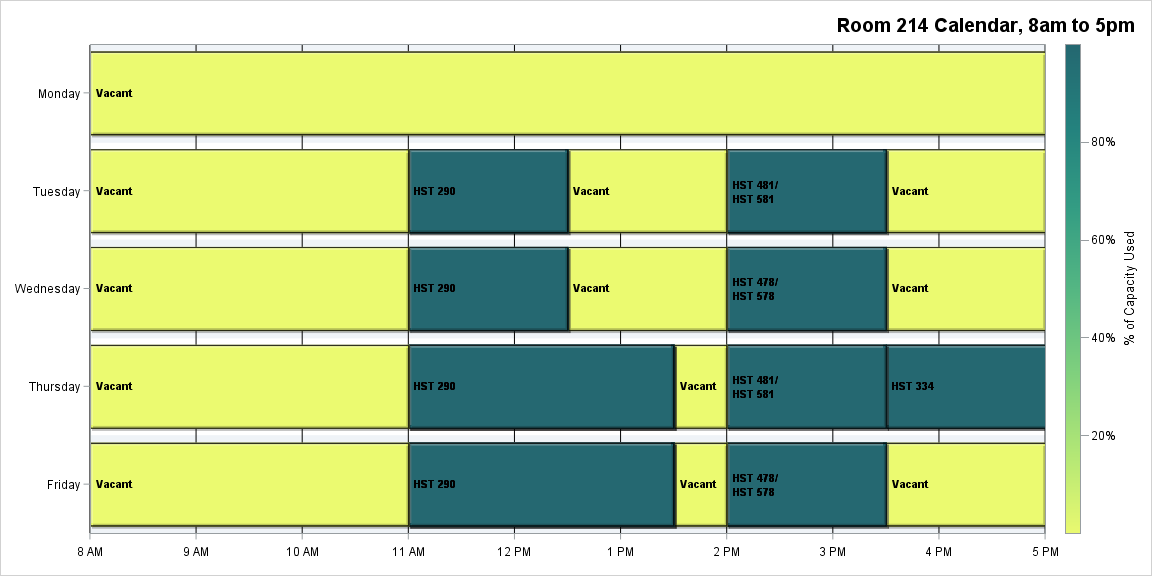 Room 214 Calendar, 8am to 5pm
Monday
Vacant
Tuesday
Vacant
HST 290
Vacant
HST 481/
HST 581
Vacant
Wednesday
Vacant
HST 290
Vacant
HST 478/
HST 578
Vacant
Thursday
Vacant
HST 290
Vacant
HST 481/
HST 581
HST 334
Friday
Vacant
HST 290
Vacant
HST 478/
HST 578
Vacant
8 AM 9 AM 10 AM 11 AM 12 PM 1 PM 2 PM 3 PM 4 PM 5 PM
80%
60%
40%
20%
% of Capacity Used